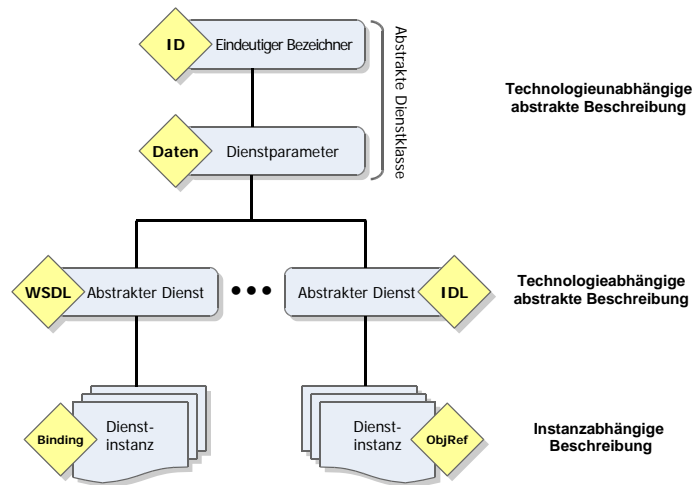 ID
Eindeutiger Bezeichner
Abstrakte Dienstklasse
Technologieunabhängige
abstrakte Beschreibung
Daten
Dienstparameter
WSDL
Abstrakter Dienst
•••
Abstrakter Dienst
IDL
Technologieabhängige
abstrakte Beschreibung
Binding
Dienst-
instanz
Dienst-
instanz
ObjRef
Instanzabhängige
Beschreibung